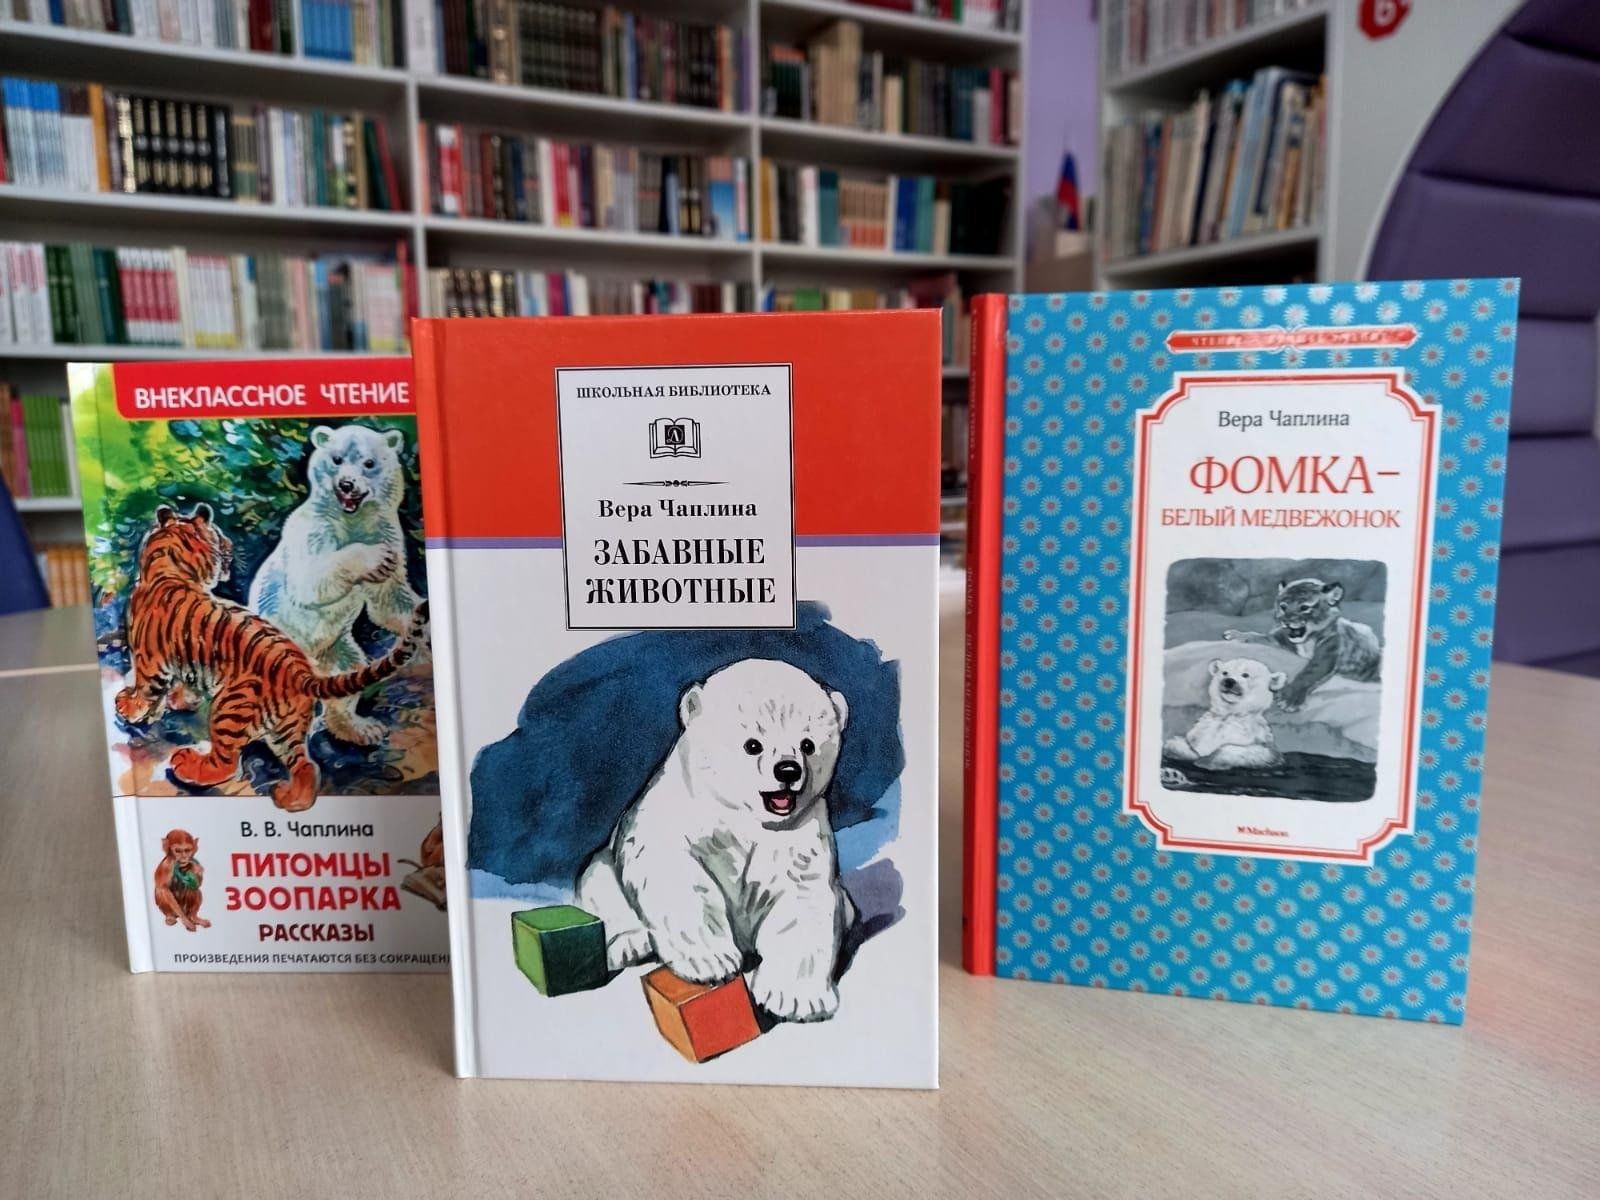 ВНЕКЛАССНОЕ ЧТЕНИЕ
В. В. Чаплина
ПИТОМЦЫ
ЗООПАРКА
РАССКАЗЫ
ПРОИЗВЕДЕНИЯ ПЕЧАТАЮТСЯ БЕЗ СОКРАЩЕН
ШКОЛЬНАЯ БИБЛИОТЕКА
Вера Чаплина
ЗАБАВНЫЕ
ЖИВОТНЫЕ
Вера Чаплина
ФОМКА –
БЕЛЫЙ МЕДВЕЖОНОК
Machaon